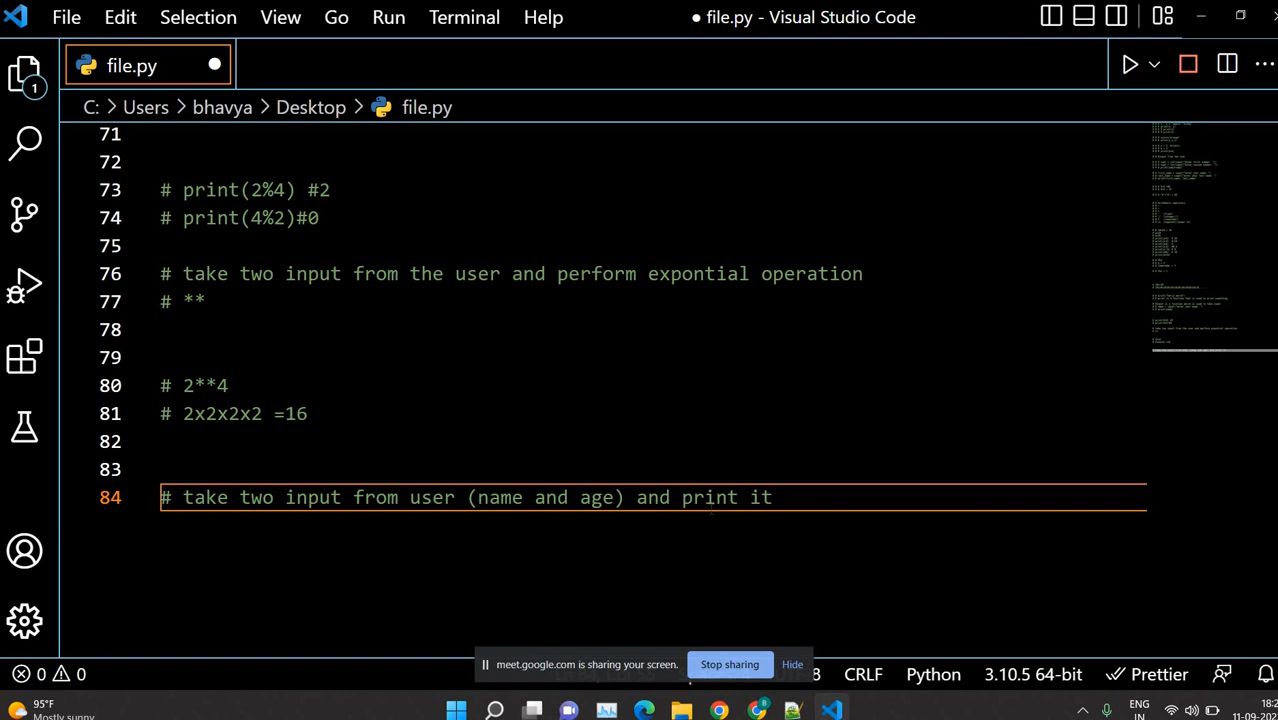 File Edit Selection View Go Run Terminal Help ● file.py - Visual Studio Code
file.py
1
C: > Users > bhavya > Desktop > file.py
71
72
73 # print(2%4) #2
74 # print(4%2)#0
75
76 # take two input from the user and perform expontial operation
77 # **
78
79
80 # 2**4
81 # 2x2x2x2 =16
82
83
84 # take two input from user (name and age) and print it
meet.google.com is sharing your screen. Stop sharing Hide
0 0 8 CRLF Python 3.10.5 64-bit Prettier
95°F
Mostly sunny
ENG
IN